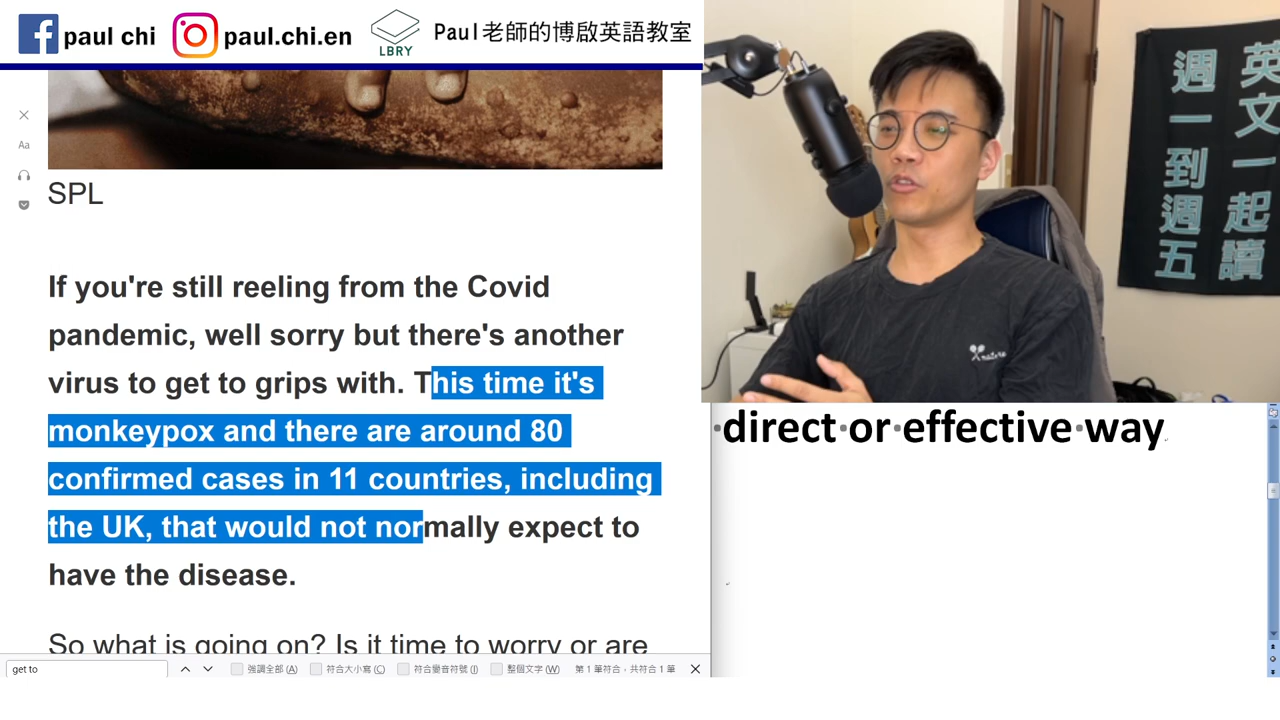 paul chi
paul.chi.en
LBRY
Paul老師的博啟英語教室
英文一起讀
週一到週五
nature
Aa
SPL
If you're still reeling from the Covid
pandemic, well sorry but there's another
virus to get to grips with. This time it's
monkeypox and there are around 80
confirmed cases in 11 countries, including
the UK, that would not normally expect to
have the disease.
So what is going on? Is it time to worry or are
direct or effective way
get to
強調全部 (A)
符合大小寫 (C)
符合變音符號 (I)
整個文字 (W)
第 1 筆符合，共符合 1 筆